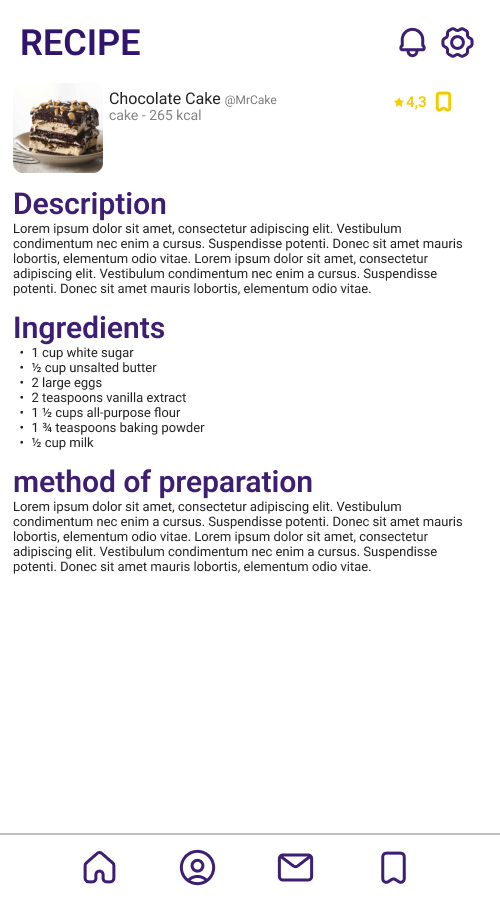 RECIPE
Chocolate Cake @MrCake
cake - 265 kcal
4,3
Description
Lorem ipsum dolor sit amet, consectetur adipiscing elit. Vestibulum
condimentum nec enim a cursus. Suspendisse potenti. Donec sit amet mauris
lobortis, elementum odio vitae. Lorem ipsum dolor sit amet, consectetur
adipiscing elit. Vestibulum condimentum nec enim a cursus. Suspendisse
potenti. Donec sit amet mauris lobortis, elementum odio vitae.
Ingredients
• 1 cup white sugar
• ½ cup unsalted butter
• 2 large eggs
• 2 teaspoons vanilla extract
• 1 ½ cups all-purpose flour
• 1 ¾ teaspoons baking powder
• ½ cup milk
method of preparation
Lorem ipsum dolor sit amet, consectetur adipiscing elit. Vestibulum
condimentum nec enim a cursus. Suspendisse potenti. Donec sit amet mauris
lobortis, elementum odio vitae. Lorem ipsum dolor sit amet, consectetur
adipiscing elit. Vestibulum condimentum nec enim a cursus. Suspendisse
potenti. Donec sit amet mauris lobortis, elementum odio vitae.